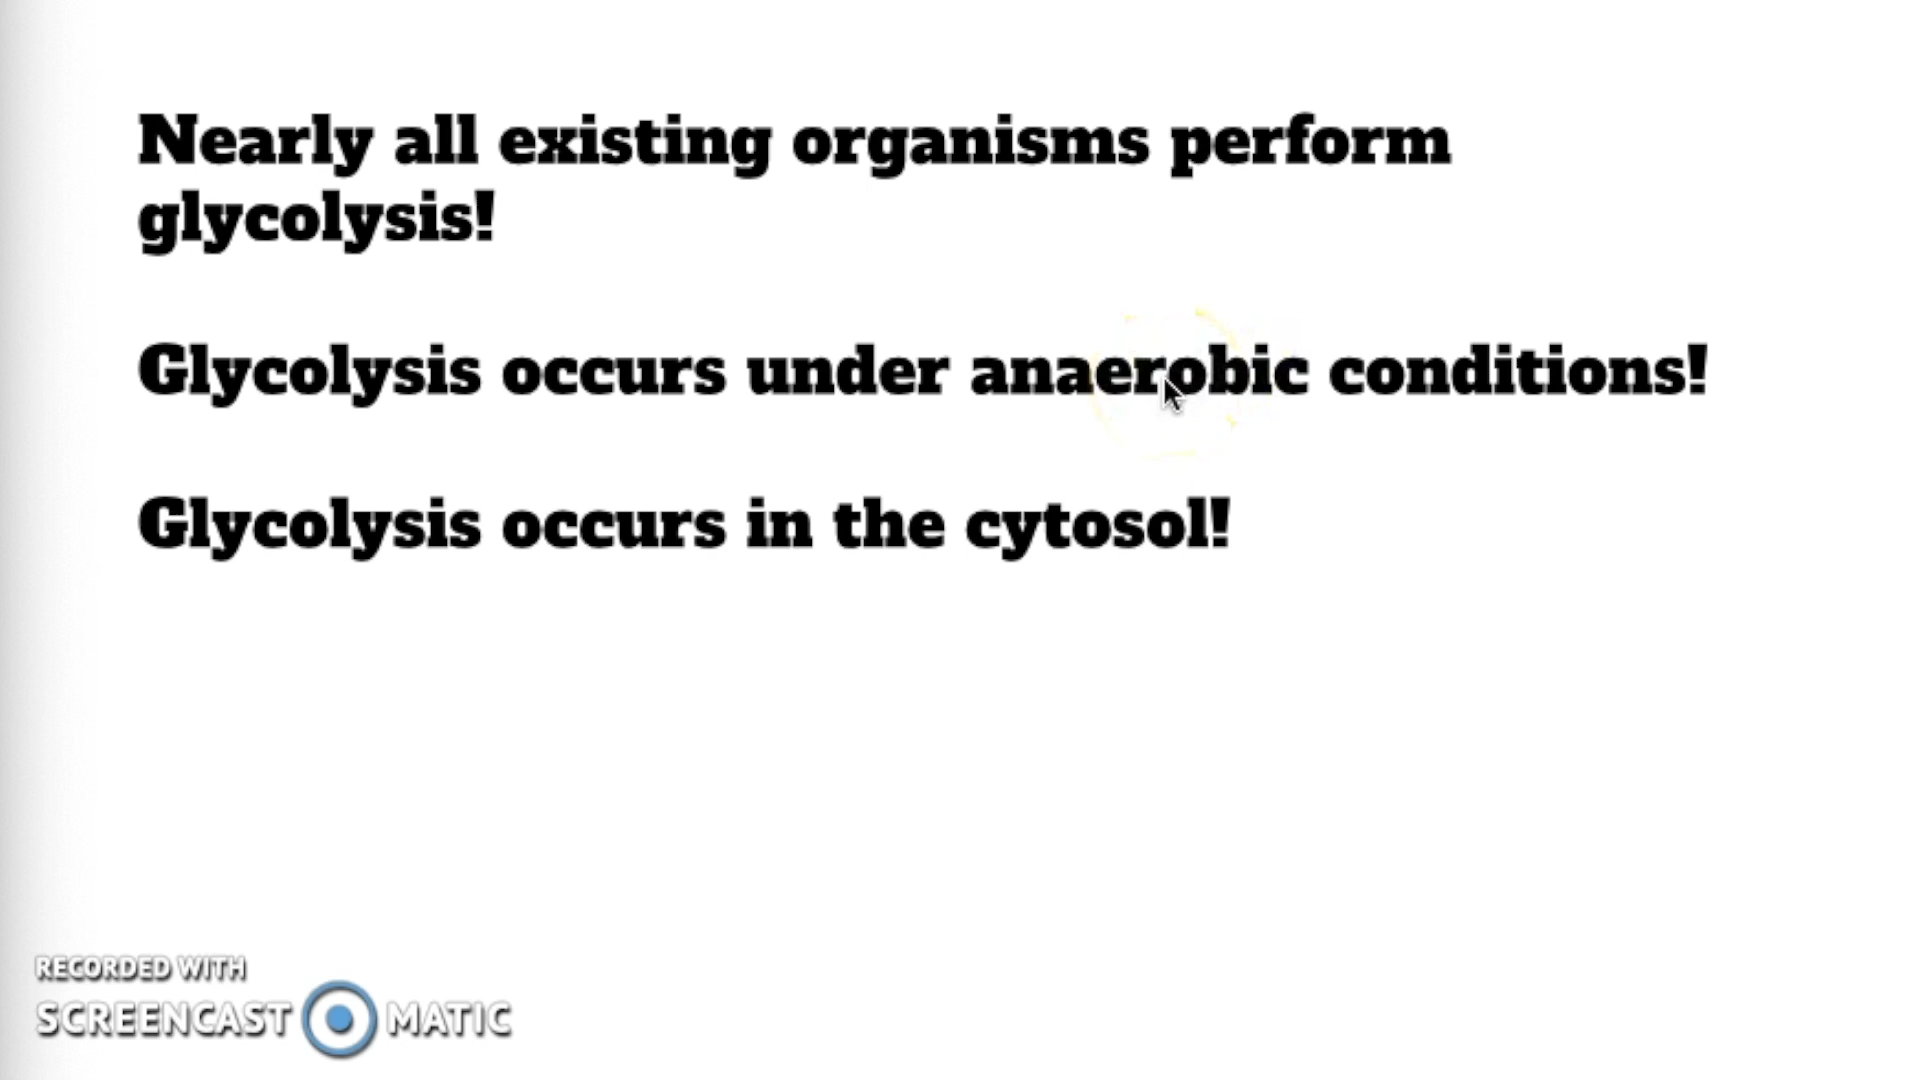 Nearly all existing organisms perform
glycolysis!
Glycolysis occurs under anaerobic conditions!
Glycolysis occurs in the cytosol!
RECORDED WITH
SCREENCAST MATIC